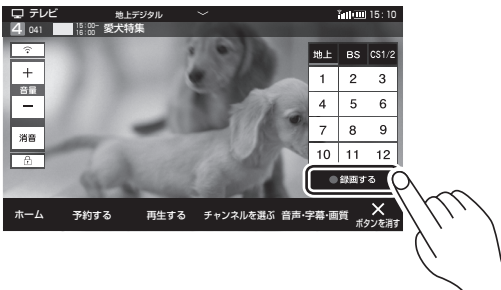 テレビ 地上デジタル 15:10
4 041 15:00- 16:00 愛犬特集
地上 BS CS1/2
+
音量
−
消音
1 2 3
4 5 6
7 8 9
10 11 12
●録画する
ホーム 予約する 再生する チャンネルを選ぶ 音声・字幕・画質 ×
ボタンを消す